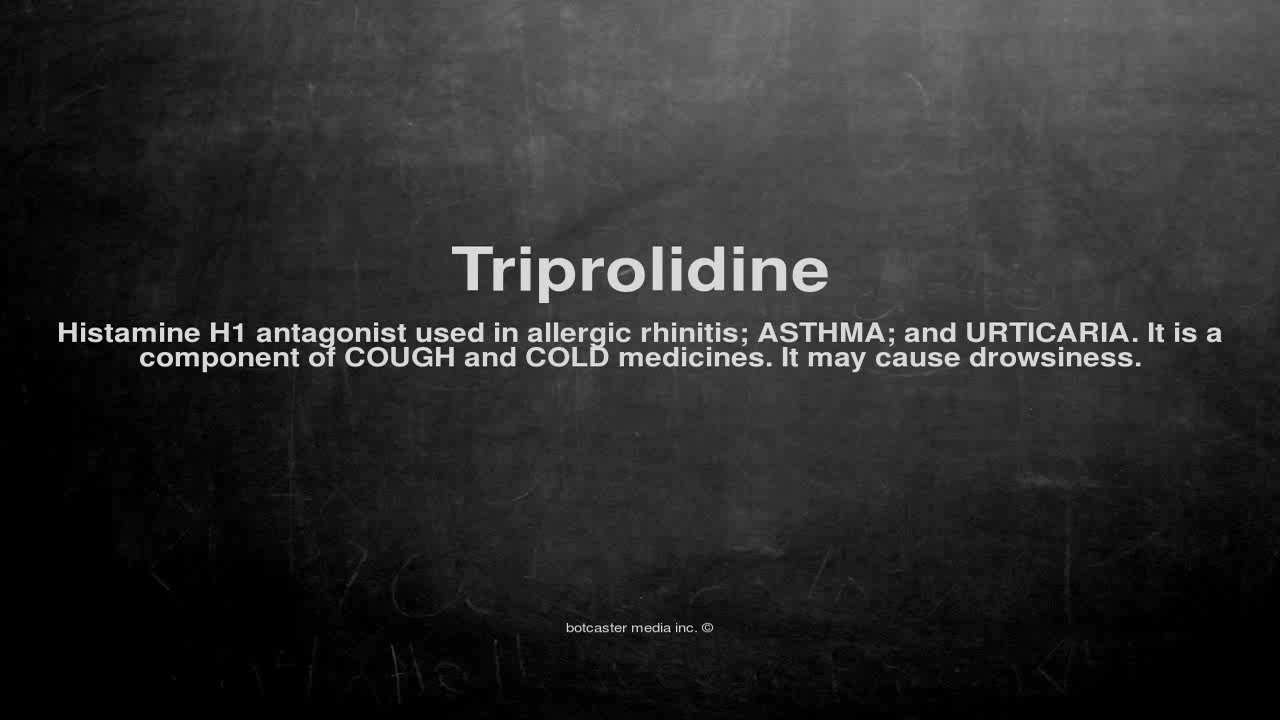 Triprolidine
Histamine H1 antagonist used in allergic rhinitis; ASTHMA; and URTICARIA. It is a
component of COUGH and COLD medicines. It may cause drowsiness.
botcaster media inc. ©